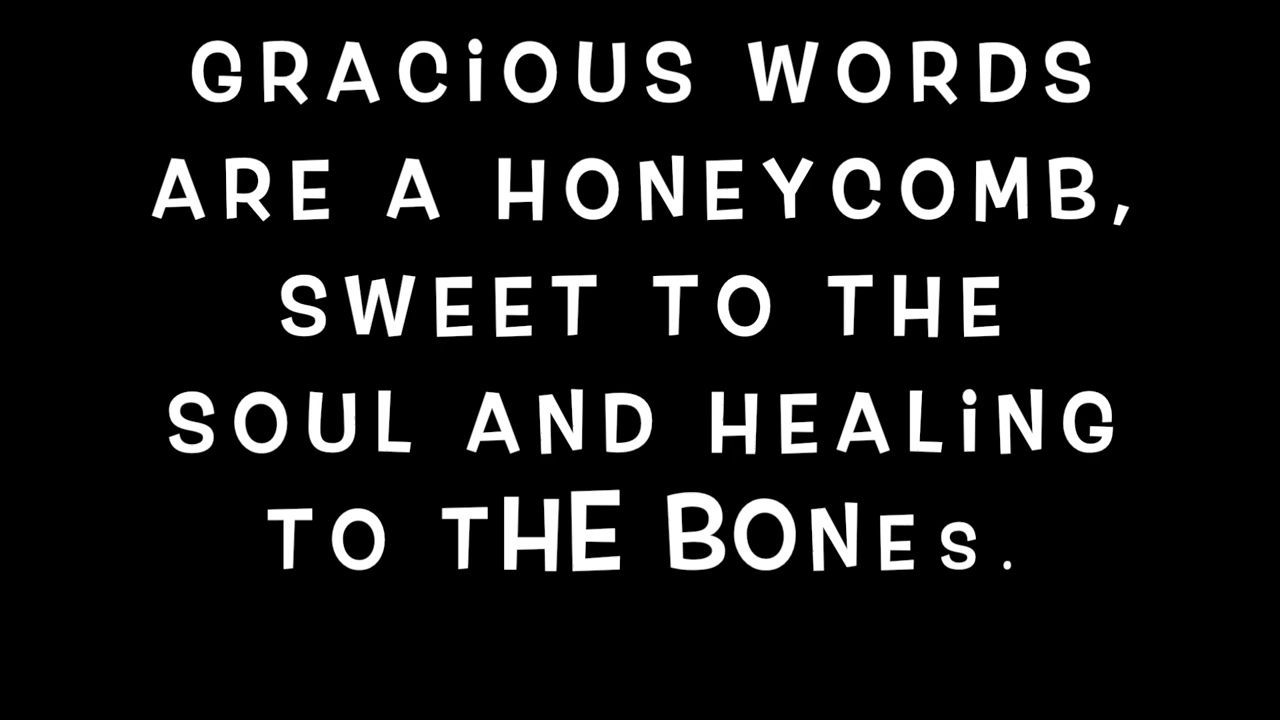 GRACiOUS WORDS
ARE A HONEYCOMB,
SWEET TO THE
SOUL AND HEALiNG
TO THE BONES.